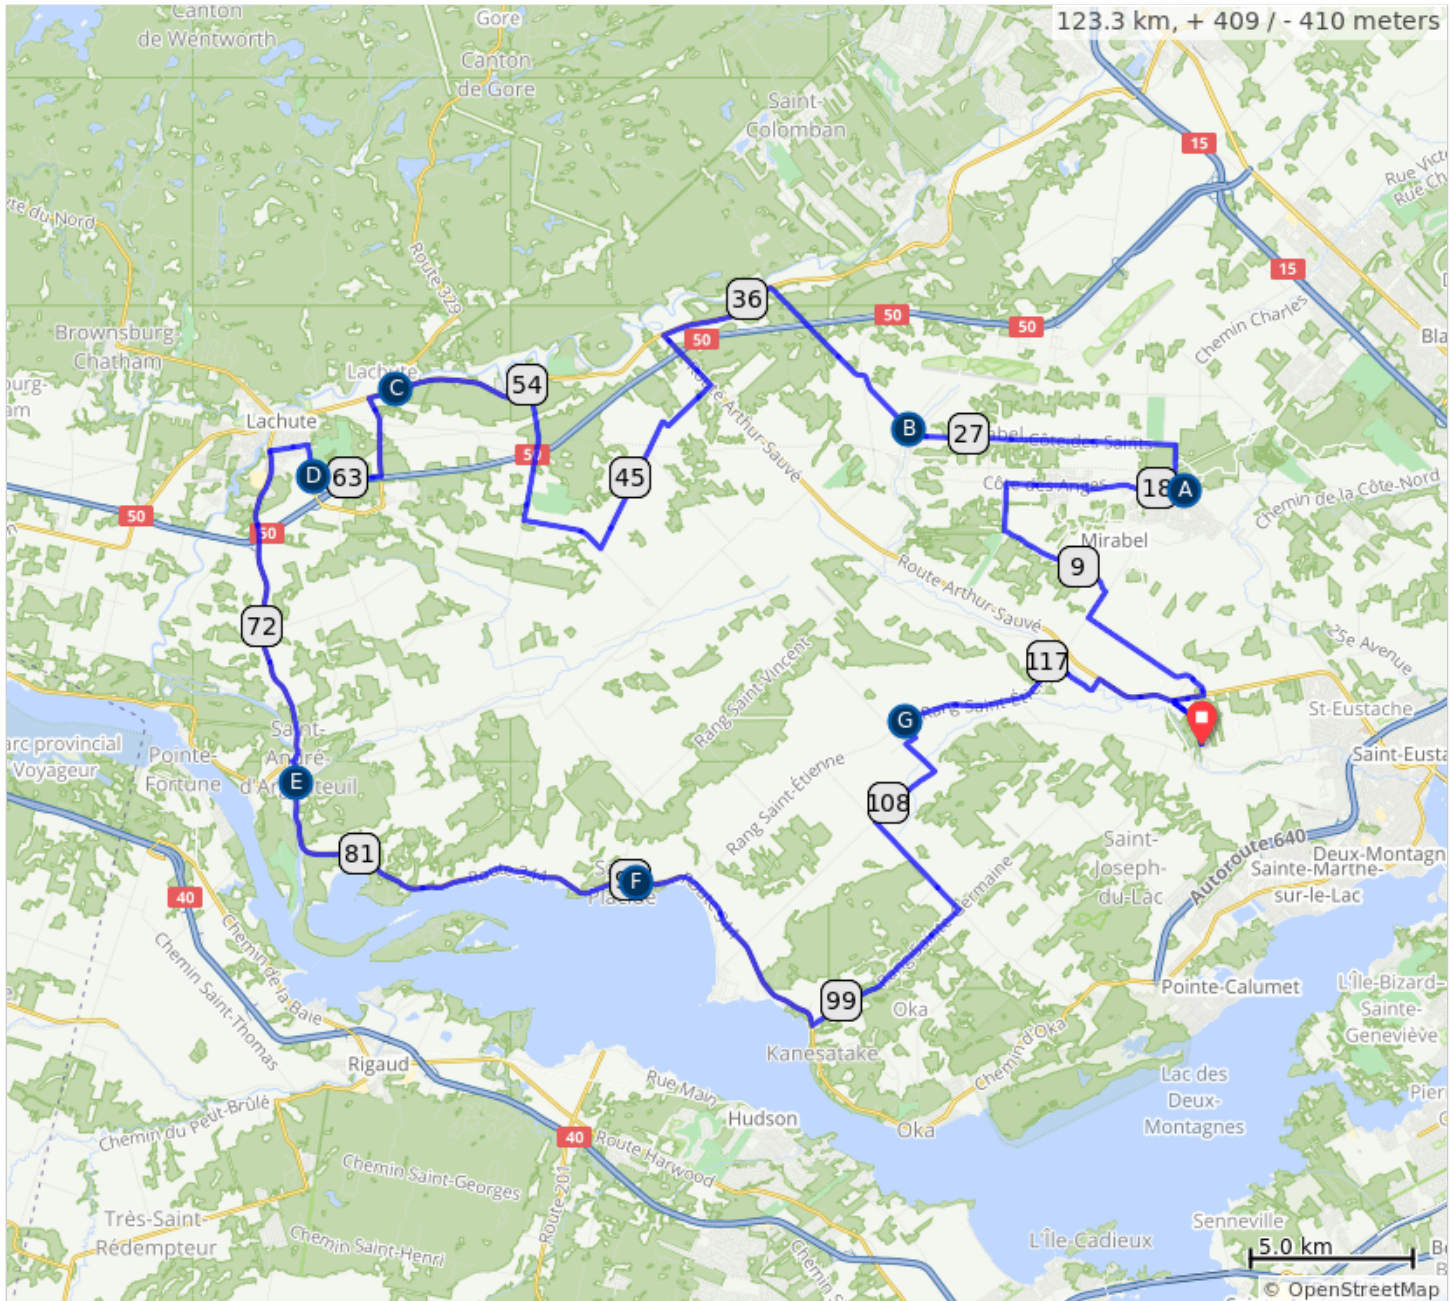 Canton
de Wentworth
Gore
Canton
de Gore
123.3 km, + 409 / - 410 meters
Saint-
Colomban
15
Route 329
15
Chemin Charles
36
50
50
50
Brownsburg-
Chatham
Lachute
C
54
Route Arthur-Sauvé
Lachute
B
27
Côte des Saints
50
D
63
45
Côte des Anges
18
A
Chemin de la Côte-Nord
50
50
Mirabel
9
Route Arthur-Sauvé
72
25e Avenue
Rang Saint-Vincent
117
G
St-Eustache
Voyageur
Pointe-
Fortune
E
Rang Saint-Étienne
108
81
Saint-
Joseph-
du-Lac
Autoroute 640
Sainte-Marthe-
sur-le-Lac
F
40
Chemin de la Baie
Chemin Saint-Thomas
99
Oka
Pointe-Calumet
L'Île-Bizard–
Sainte-
Geneviève
Kanesatake
Chemin d'Oka
Rigaud
Rue Main
Hudson
Lac des
Deux-
Montagnes
Oka
Chemin du Petit-Brûlé
40
Route Harwood
Chemin Saint-Georges
Route 201
Très-Saint-
Rédempteur
Chemin Saint-Henri
Senneville
L'Île-Cadieux
5.0 km
© OpenStreetMap